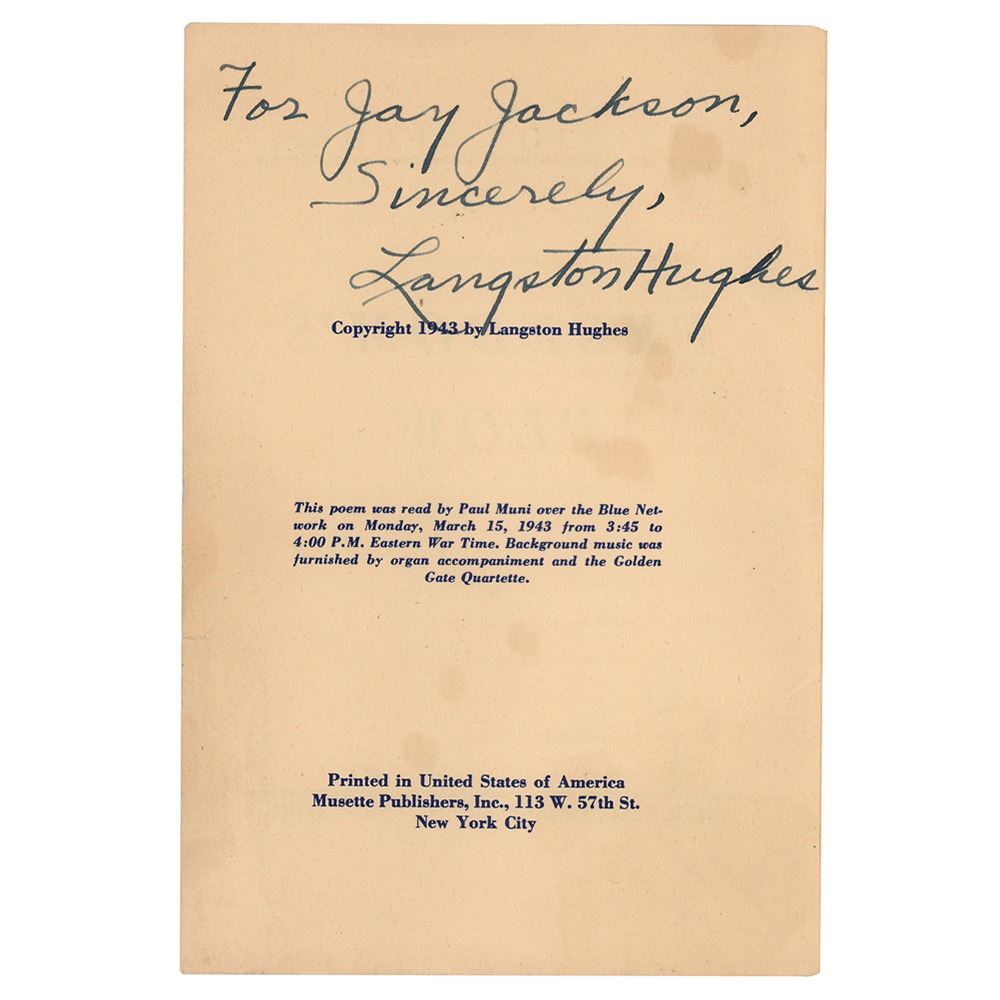 For Jay Jackson,
Sincerely,
Langston Hughes
Copyright 1943 by Langston Hughes
This poem was read by Paul Muni over the Blue Net-
work on Monday, March 15, 1943 from 3:45 to
4:00 P.M. Eastern War Time. Background music was
furnished by organ accompaniment and the Golden
Gate Quartette.
Printed in United States of America
Musette Publishers, Inc., 113 W. 57th St.
New York City